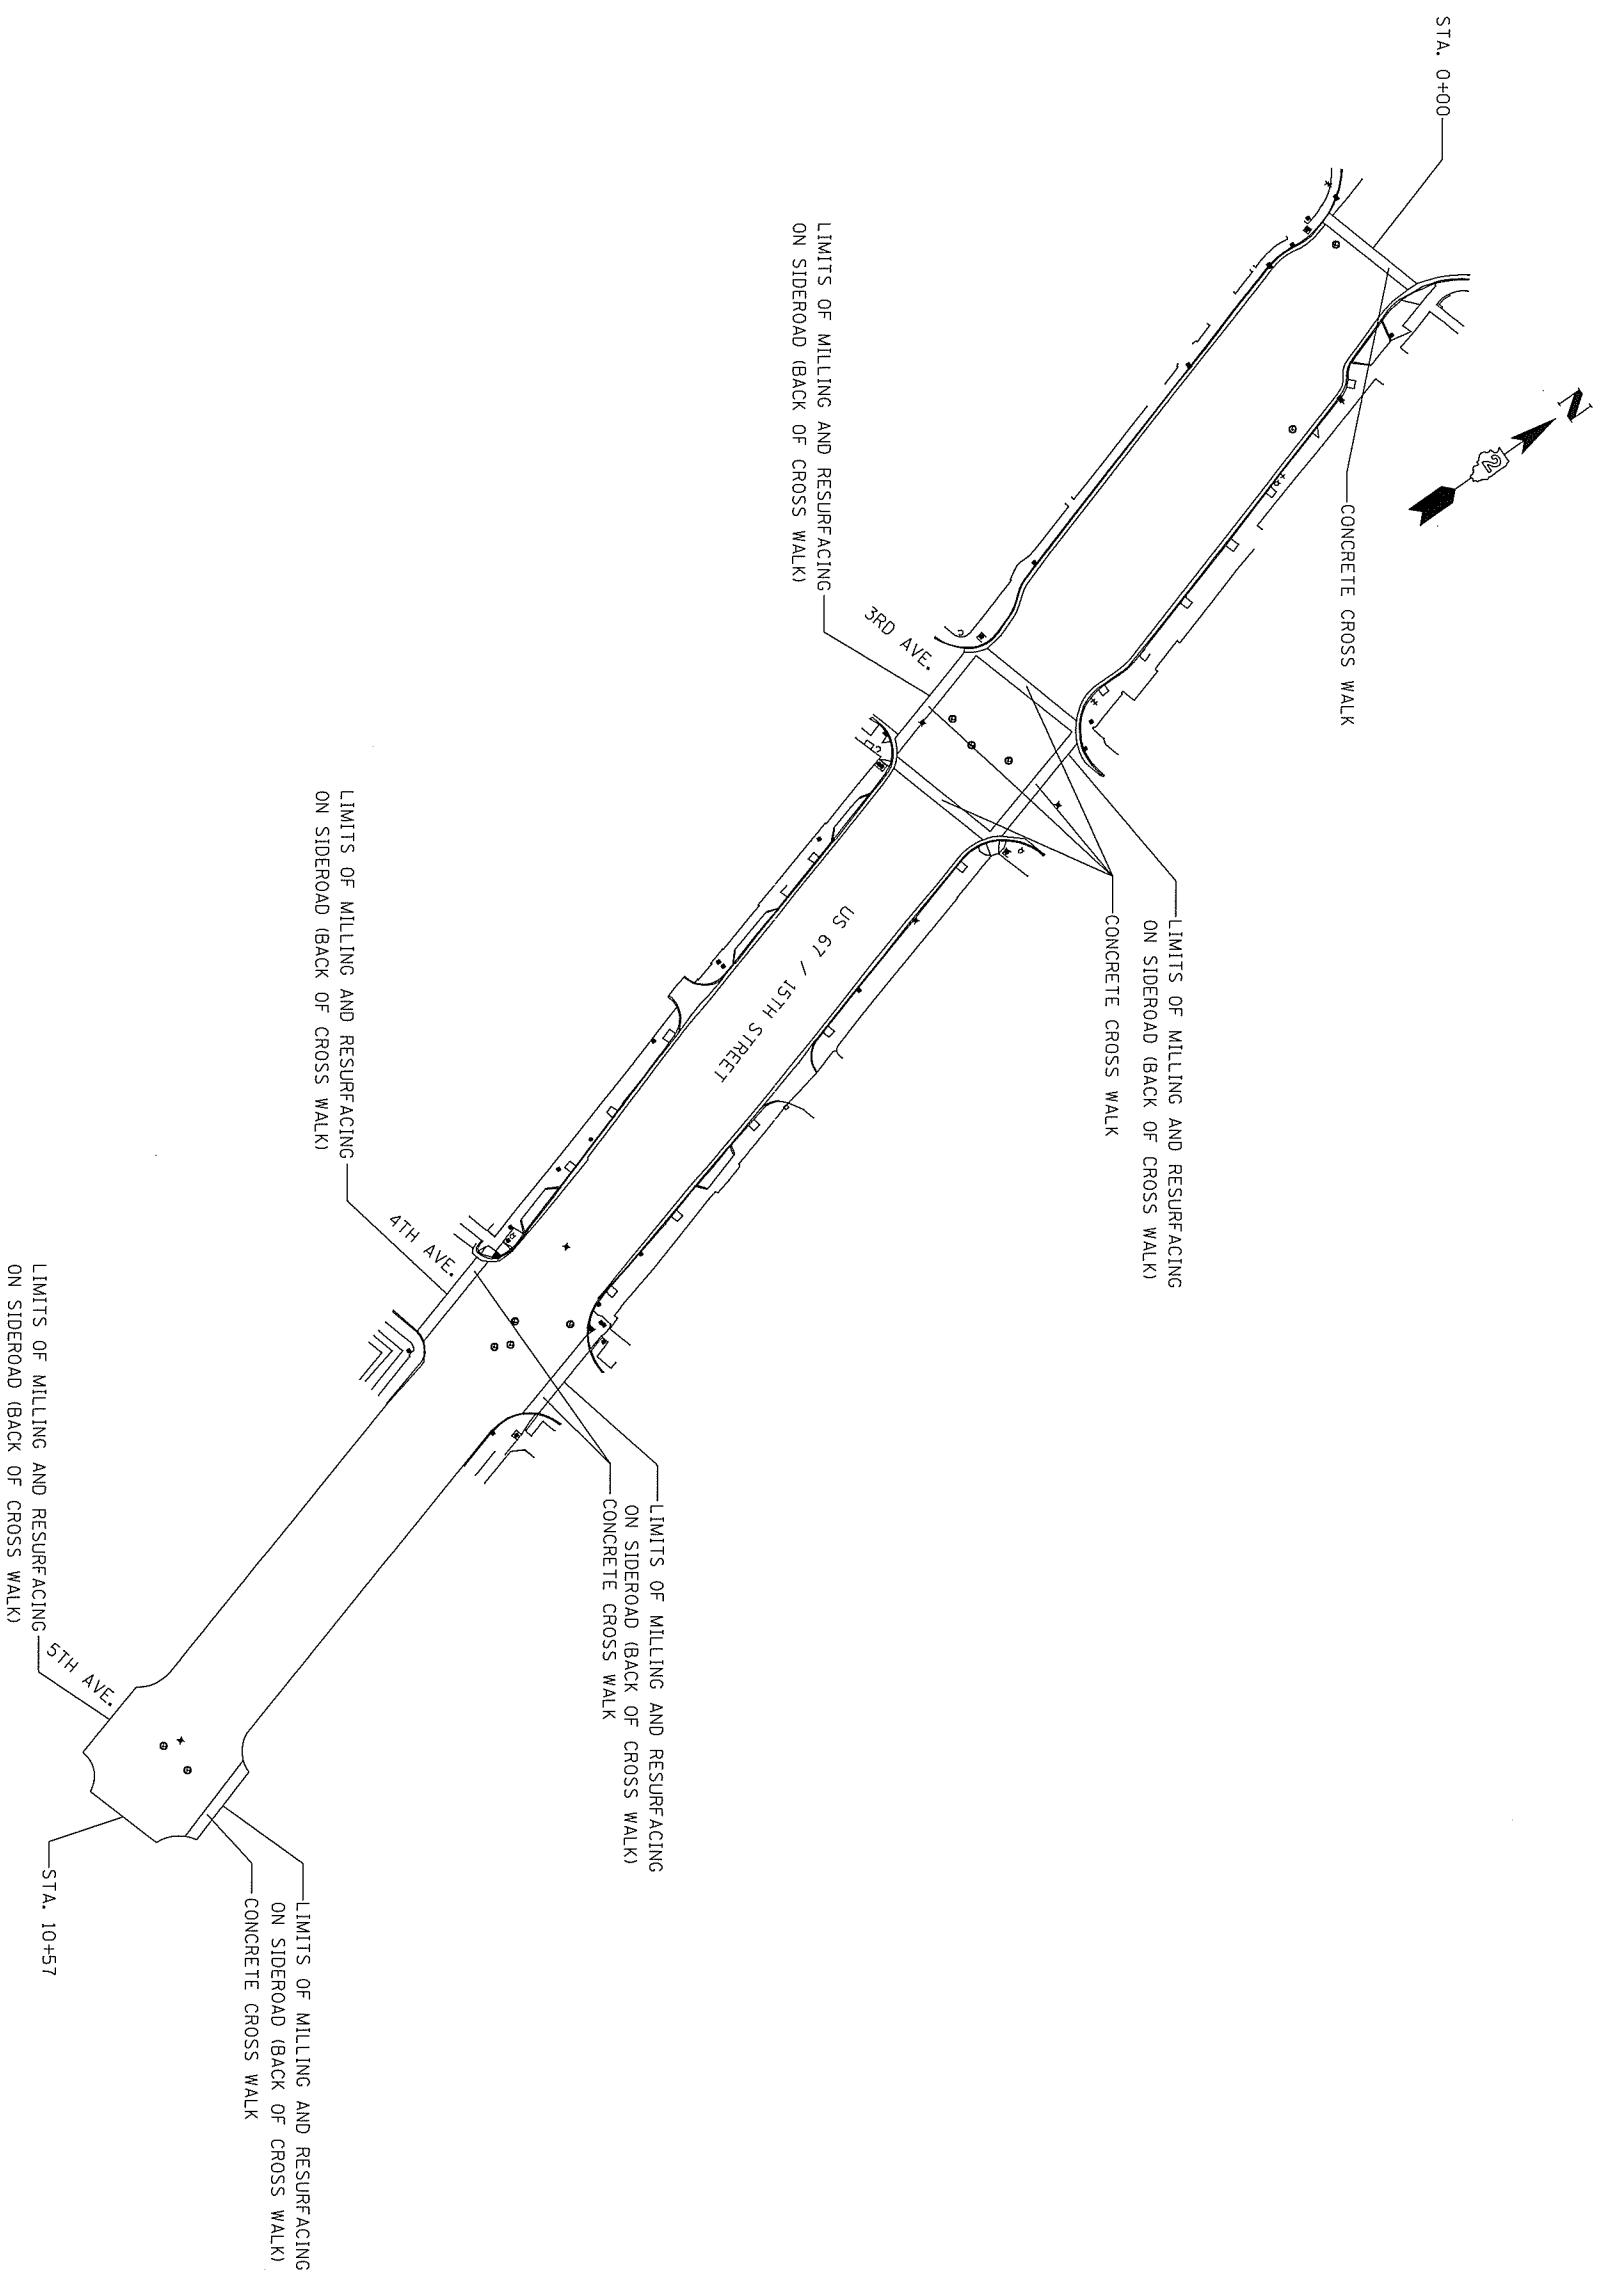 STA. 0+00
N
2
CONCRETE CROSS WALK
LIMITS OF MILLING AND RESURFACING
ON SIDEROAD (BACK OF CROSS WALK)
3RD AVE.
LIMITS OF MILLING AND RESURFACING
ON SIDEROAD (BACK OF CROSS WALK)
CONCRETE CROSS WALK
US 67 / 15TH STREET
LIMITS OF MILLING AND RESURFACING
ON SIDEROAD (BACK OF CROSS WALK)
4TH AVE.
LIMITS OF MILLING AND RESURFACING
ON SIDEROAD (BACK OF CROSS WALK)
CONCRETE CROSS WALK
LIMITS OF MILLING AND RESURFACING
ON SIDEROAD (BACK OF CROSS WALK)
5TH AVE.
LIMITS OF MILLING AND RESURFACING
ON SIDEROAD (BACK OF CROSS WALK)
CONCRETE CROSS WALK
STA. 10+57